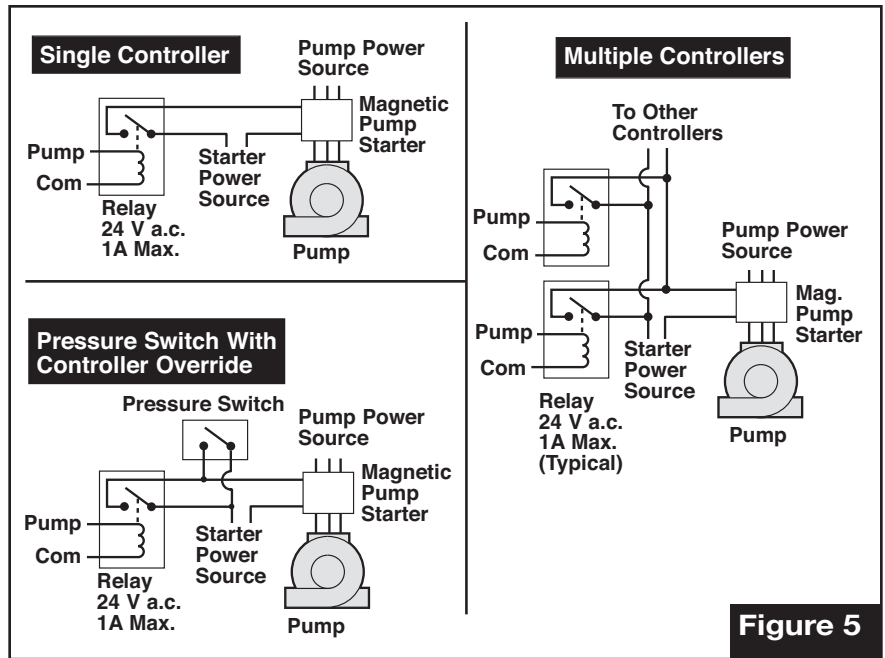 Single Controller
Pump Power
Source
Magnetic
Pump
Starter
Pump
Com
Starter
Power
Source
Relay
24 V a.c.
1A Max.
Pump
Pressure Switch With
Controller Override
Pressure Switch
Pump Power
Source
Magnetic
Pump
Starter
Pump
Com
Starter
Power
Source
Relay
24 V a.c.
1A Max.
Pump
Multiple Controllers
To Other
Controllers
Pump
Com
Pump Power
Source
Mag.
Pump
Starter
Pump
Com
Starter
Power
Source
Relay
24 V a.c.
1A Max.
(Typical)
Pump
Figure 5